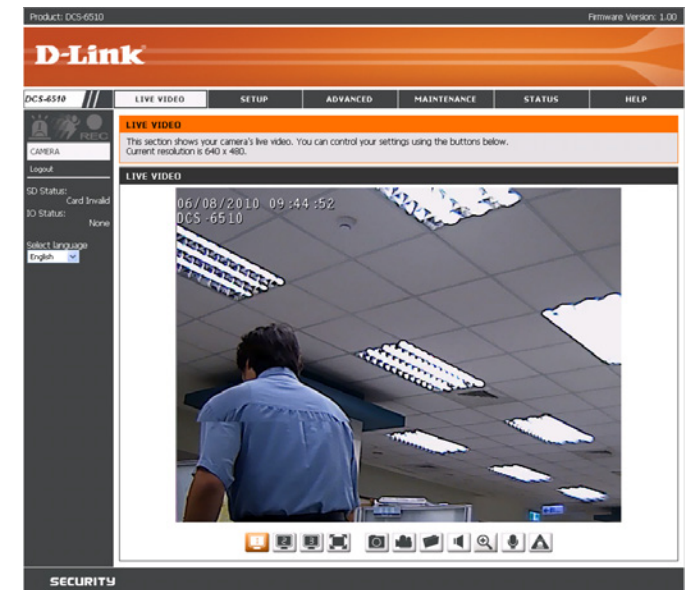 Product: DCS-6510
Firmware Version: 1.00
D-Link
DCS-6510
LIVE VIDEO
SETUP
ADVANCED
MAINTENANCE
STATUS
HELP
REC
CAMERA
Logout
SD Status:
Card Invalid
IO Status:
None
Select language
English
LIVE VIDEO
This section shows your camera's live video. You can control your settings using the buttons below.
Current resolution is 640 x 480.
LIVE VIDEO
06/08/2010 09:44:52
DCS-6510
1
2
3
SECURITY